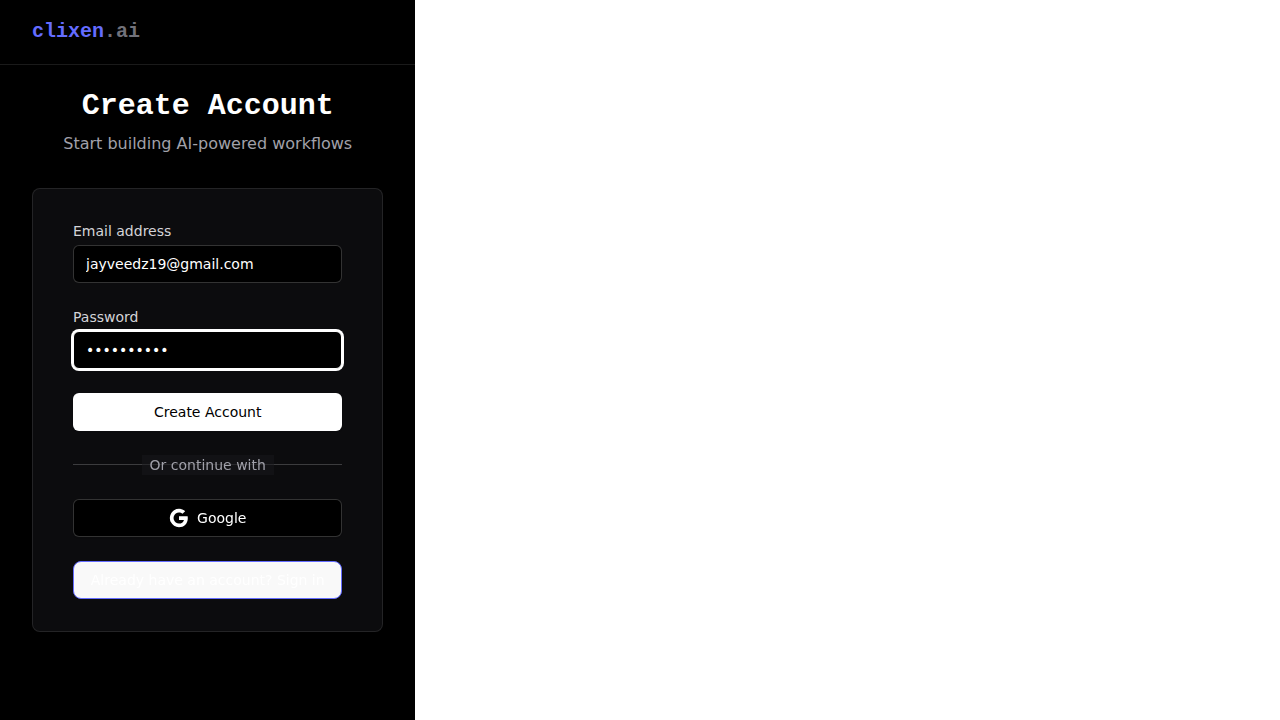 clixen.ai
Create Account
Start building AI-powered workflows
Email address
jayveedz19@gmail.com
Password
••••••••••
Create Account
Or continue with
Google
Already have an account? Sign in